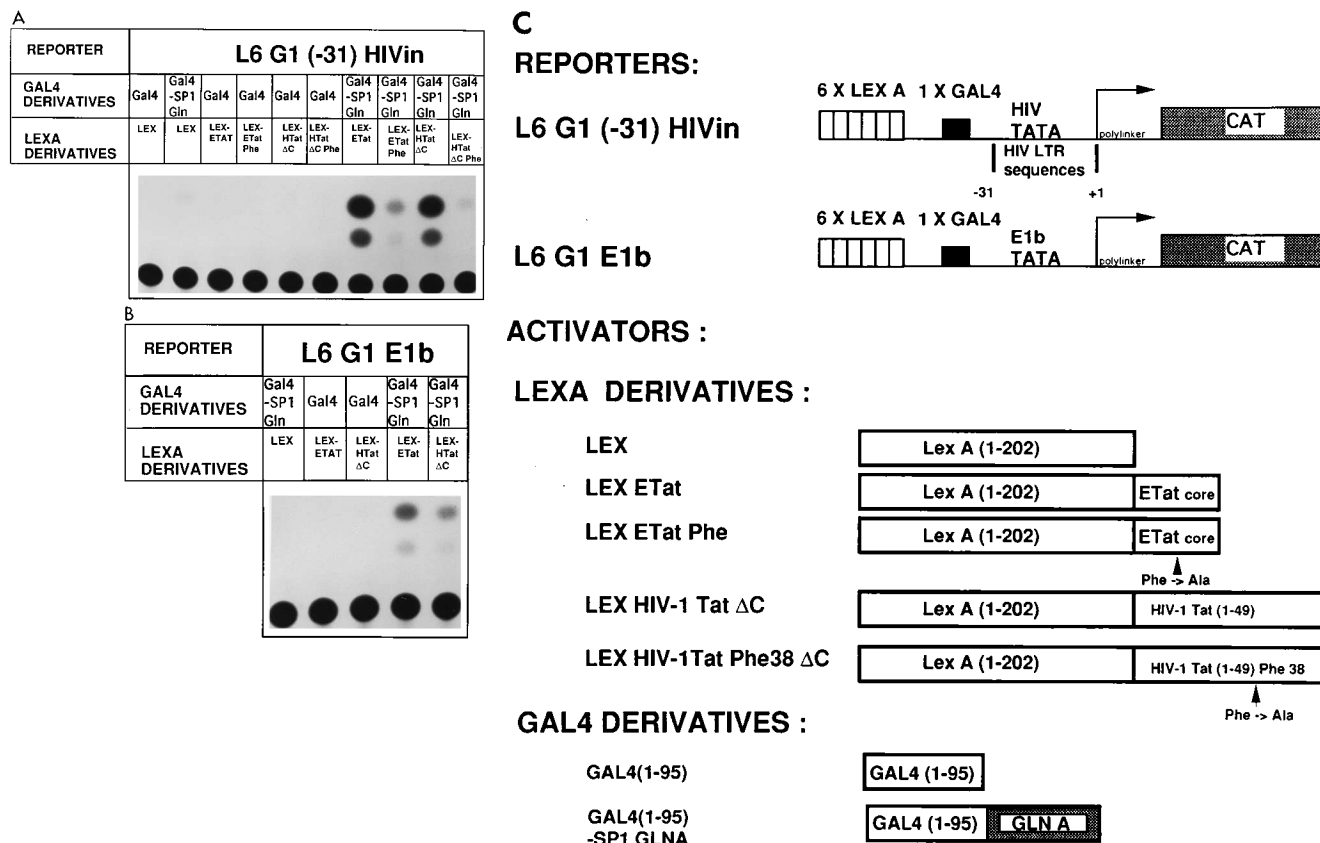 A
REPORTER
L6 G1 (-31) HIVin
GAL4 DERIVATIVES
Gal4
Gal4 -SP1 Gln
Gal4
Gal4
Gal4
Gal4
Gal4 -SP1 Gln
Gal4 -SP1 Gln
Gal4 -SP1 Gln
Gal4 -SP1 Gln
LEXA DERIVATIVES
LEX
LEX
LEX- ETAT
LEX- ETat Phe
LEX- HTat ΔC
LEX- HTat ΔC Phe
LEX- ETat
LEX- ETat Phe
LEX- HTat ΔC
LEX- HTat ΔC Phe
B
REPORTER
L6 G1 E1b
GAL4 DERIVATIVES
Gal4 -SP1 Gln
Gal4
Gal4
Gal4 -SP1 Gln
Gal4 -SP1 Gln
LEXA DERIVATIVES
LEX
LEX- ETAT
LEX- HTat ΔC
LEX- ETat
LEX- HTat ΔC
C
REPORTERS:
L6 G1 (-31) HIVin
6 X LEX A 1 X GAL4
HIV
TATA
polylinker
CAT
HIV LTR
sequences
-31
+1
L6 G1 E1b
6 X LEX A 1 X GAL4
E1b
TATA
polylinker
CAT
ACTIVATORS :
LEXA DERIVATIVES :
LEX
Lex A (1-202)
LEX ETat
Lex A (1-202)
ETat core
LEX ETat Phe
Lex A (1-202)
ETat core
Phe -> Ala
LEX HIV-1 Tat ΔC
Lex A (1-202)
HIV-1 Tat (1-49)
LEX HIV-1Tat Phe38 ΔC
Lex A (1-202)
HIV-1 Tat (1-49) Phe 38
Phe -> Ala
GAL4 DERIVATIVES :
GAL4(1-95)
GAL4 (1-95)
GAL4(1-95)
-SP1 GLNA
GAL4 (1-95)
GLN A